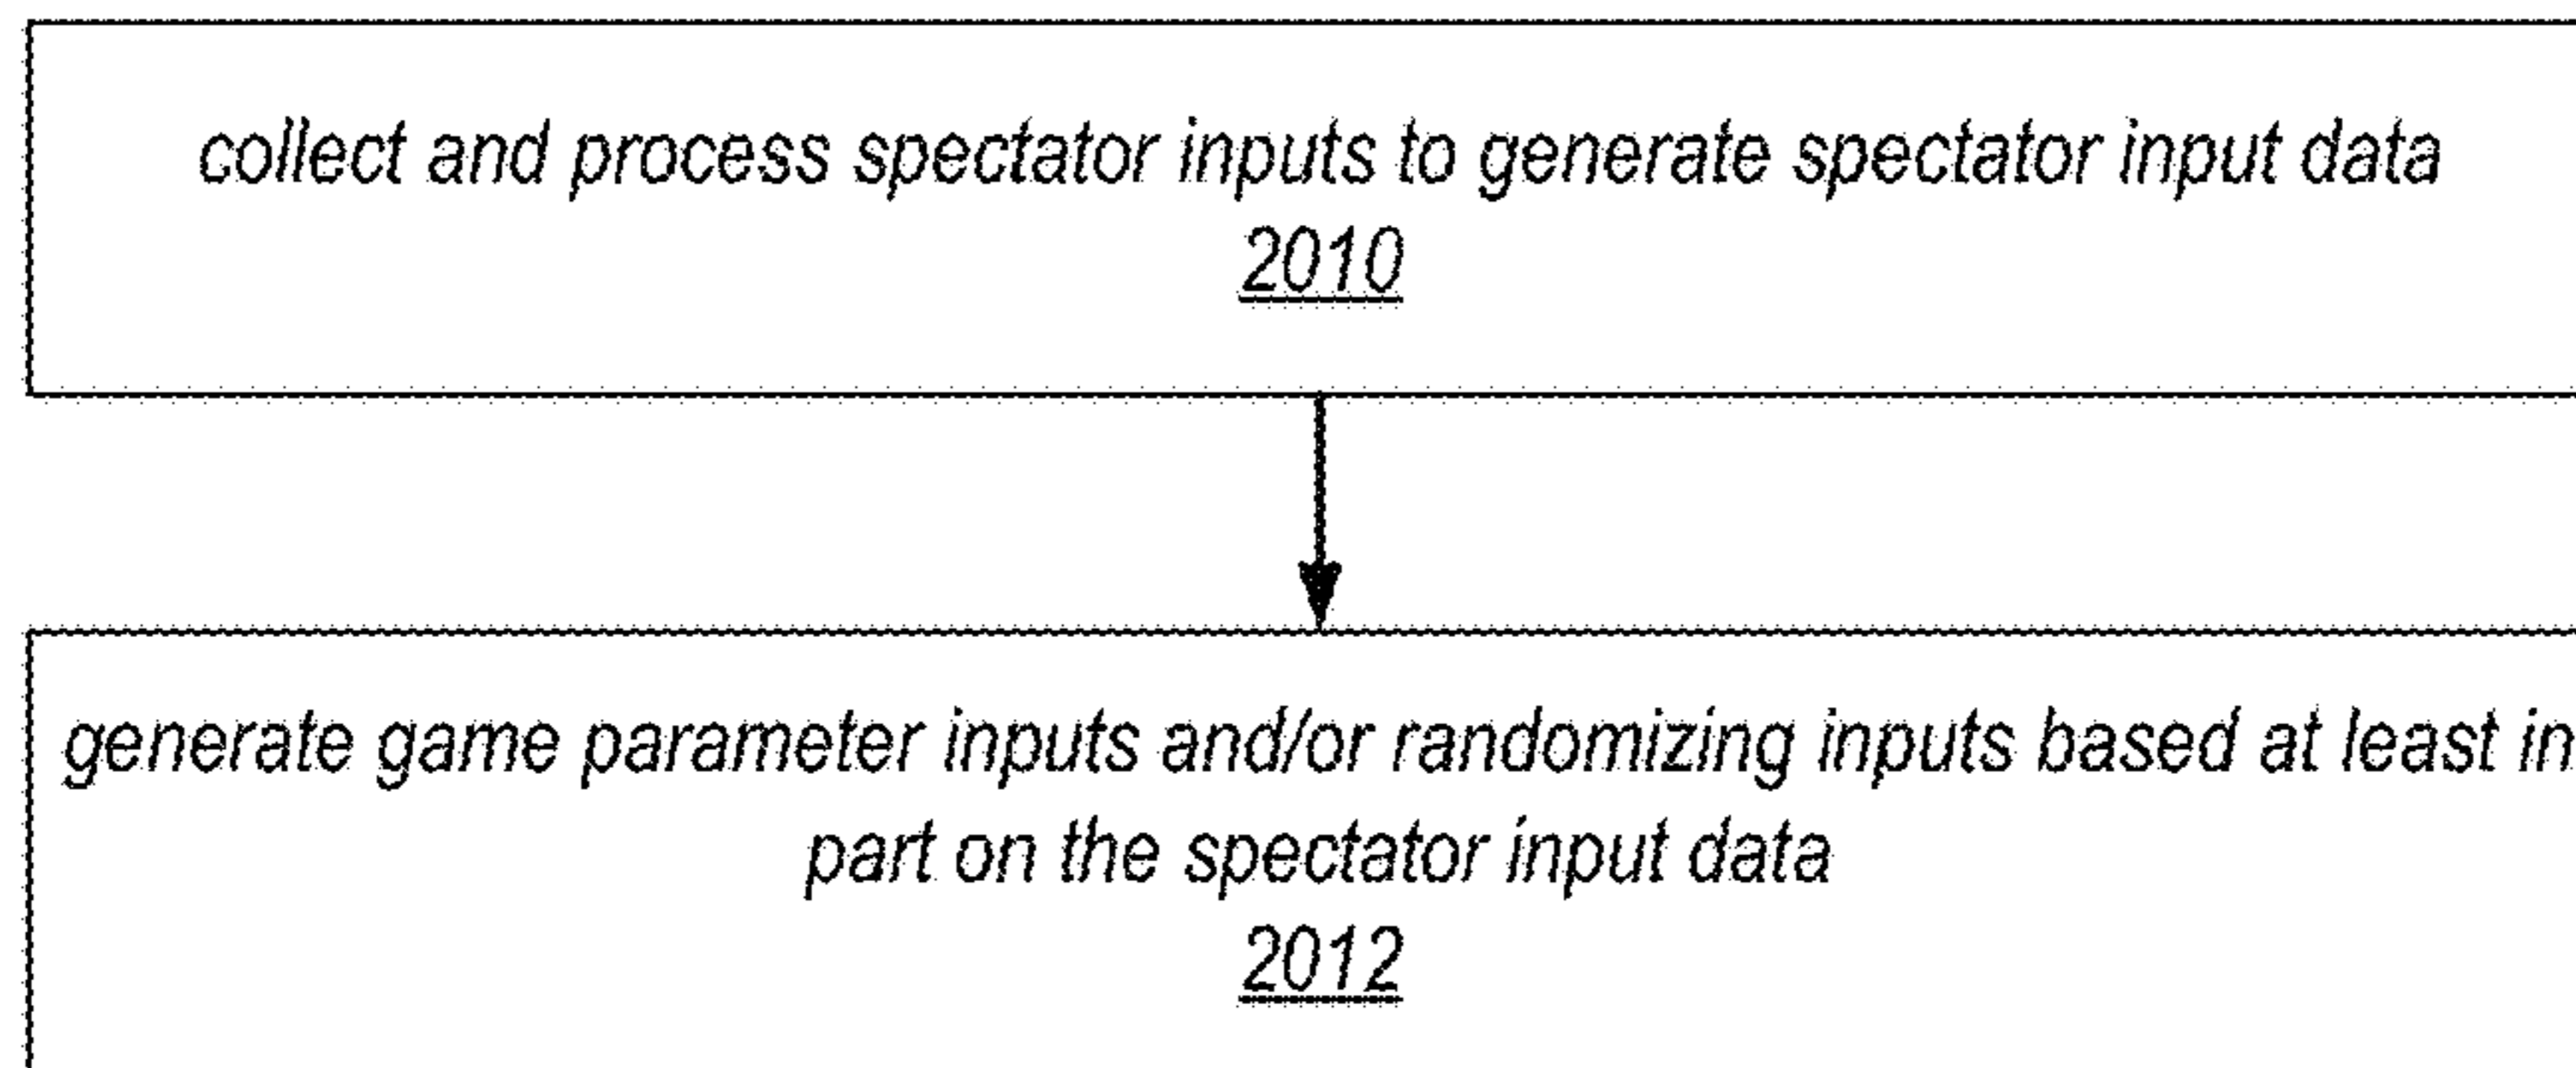 collect and process spectator inputs to generate spectator input data
2010
generate game parameter inputs and/or randomizing inputs based at least in
part on the spectator input data
2012